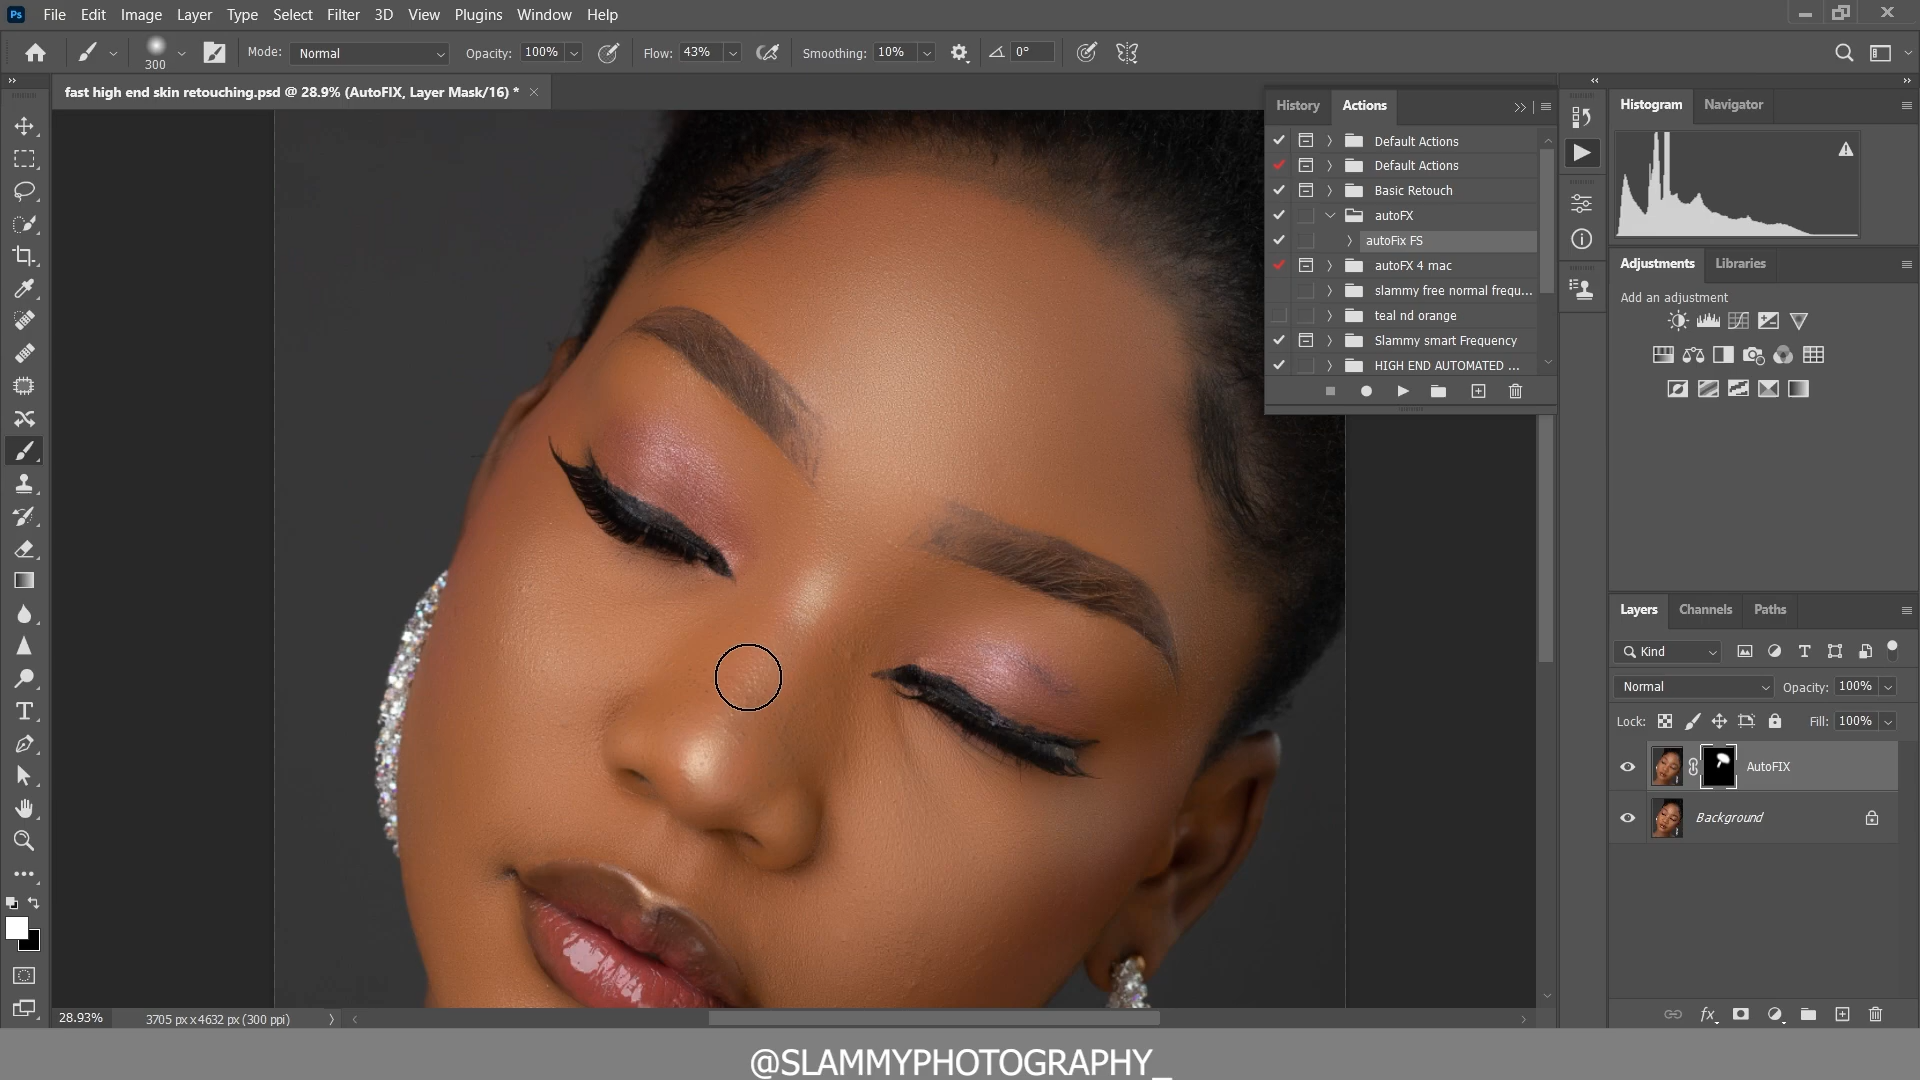 Ps File Edit Image Layer Type Select Filter 3D View Plugins Window Help
300 Mode: Normal Opacity: 100% Flow: 43% Smoothing: 10% 0°
fast high end skin retouching.psd @ 28.9% (AutoFIX, Layer Mask/16) *
History Actions
Default Actions
Default Actions
Basic Retouch
autoFX
autoFix FS
autoFX 4 mac
slammy free normal frequ...
teal nd orange
Slammy smart Frequency
HIGH END AUTOMATED ...
Histogram Navigator
Adjustments Libraries
Add an adjustment
Layers Channels Paths
Kind
Normal Opacity: 100%
Lock: Fill: 100%
AutoFIX
Background
28.93% 3705 px x 4632 px (300 ppi)
@SLAMMYPHOTOGRAPHY_